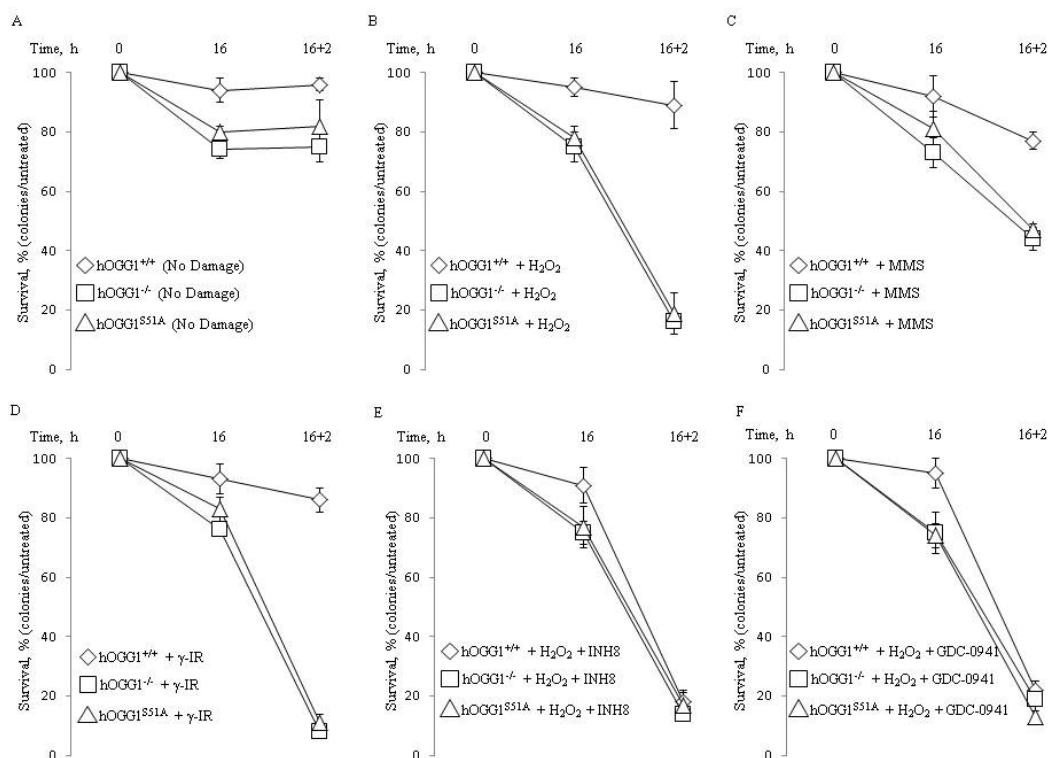 A
Time, h 0 16 16+2
Survival, % (colonies/untreated)
100
80
60
40
20
0
hOGG1+/+ (No Damage)
hOGG1-/- (No Damage)
hOGG1S51A (No Damage)
B
Time, h 0 16 16+2
Survival, % (colonies/untreated)
100
80
60
40
20
0
hOGG1+/+ + H2O2
hOGG1-/- + H2O2
hOGG1S51A + H2O2
C
Time, h 0 16 16+2
Survival, % (colonies/untreated)
100
80
60
40
20
0
hOGG1+/+ + MMS
hOGG1-/- + MMS
hOGG1S51A + MMS
D
Time, h 0 16 16+2
Survival, % (colonies/untreated)
100
80
60
40
20
0
hOGG1+/+ + γ-IR
hOGG1-/- + γ-IR
hOGG1S51A + γ-IR
E
Time, h 0 16 16+2
Survival, % (colonies/untreated)
100
80
60
40
20
0
hOGG1+/+ + H2O2 + INH8
hOGG1-/- + H2O2 + INH8
hOGG1S51A + H2O2 + INH8
F
Time, h 0 16 16+2
Survival, % (colonies/untreated)
100
80
60
40
20
0
hOGG1+/+ + H2O2 + GDC-0941
hOGG1-/- + H2O2 + GDC-0941
hOGG1S51A + H2O2 + GDC-0941